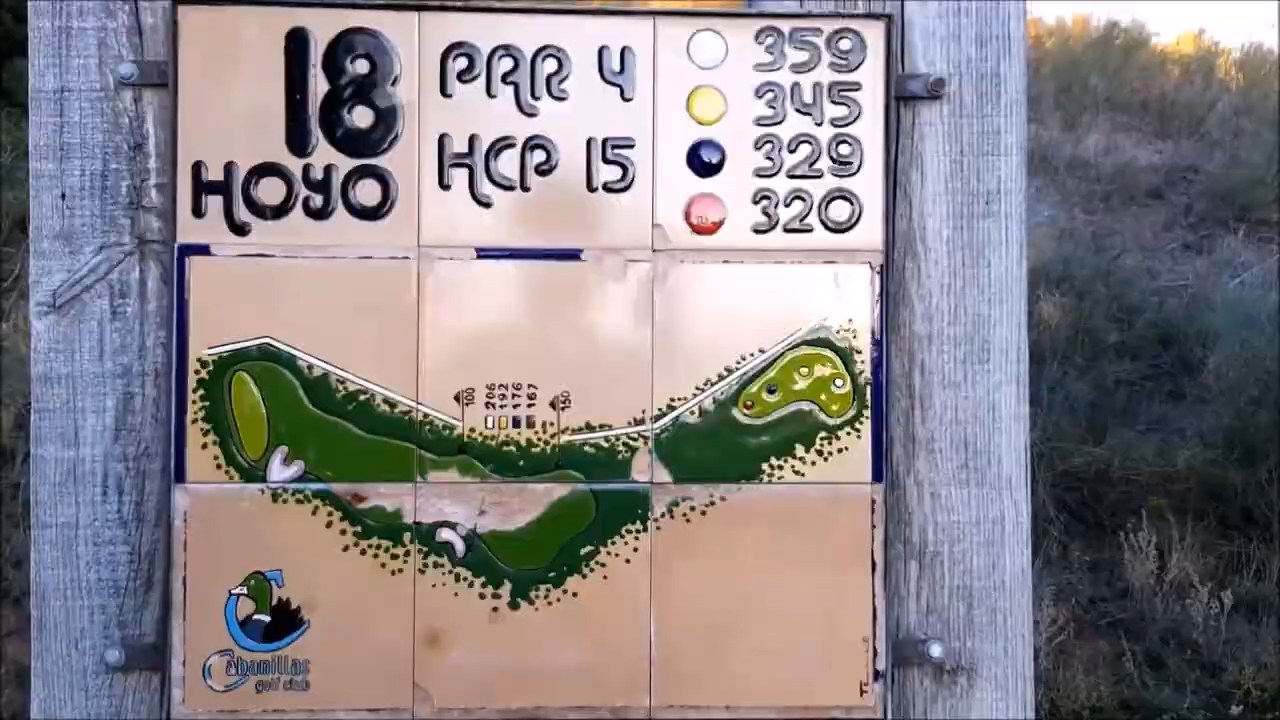 18
HOYO
PAR 4
HCP 15
359
345
329
320
100
206
192
176
167
150
Cabanillas
golf club